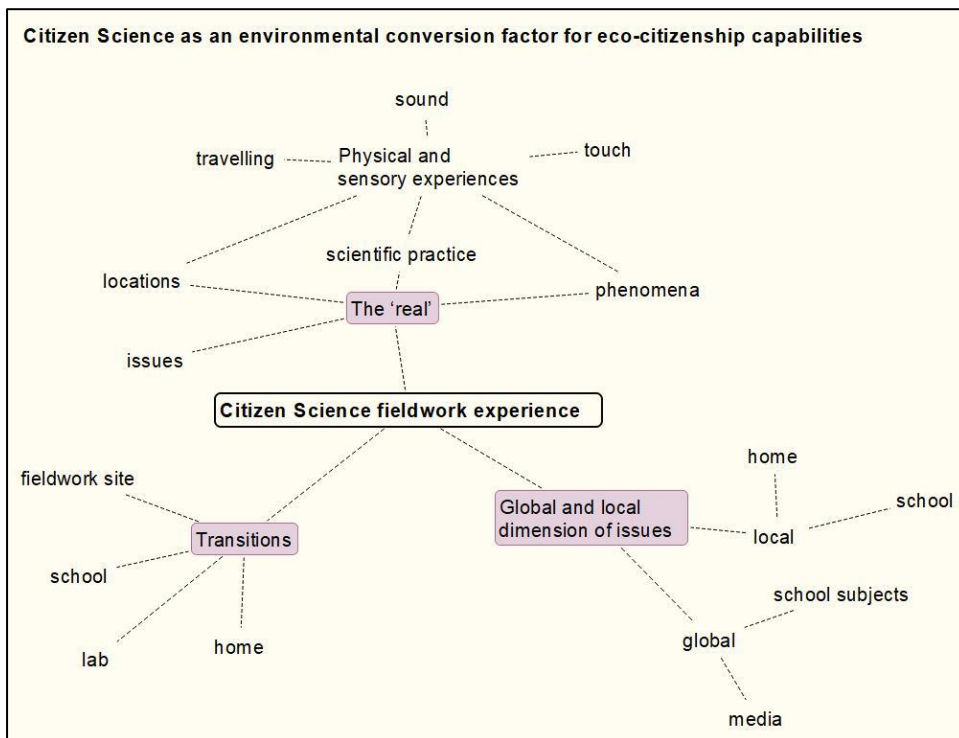 Citizen Science as an environmental conversion factor for eco-citizenship capabilities
sound
travelling
Physical and
sensory experiences
touch
scientific practice
locations
phenomena
The ‘real’
issues
Citizen Science fieldwork experience
home
fieldwork site
school
Global and local
dimension of issues
local
Transitions
school
school subjects
home
global
lab
media